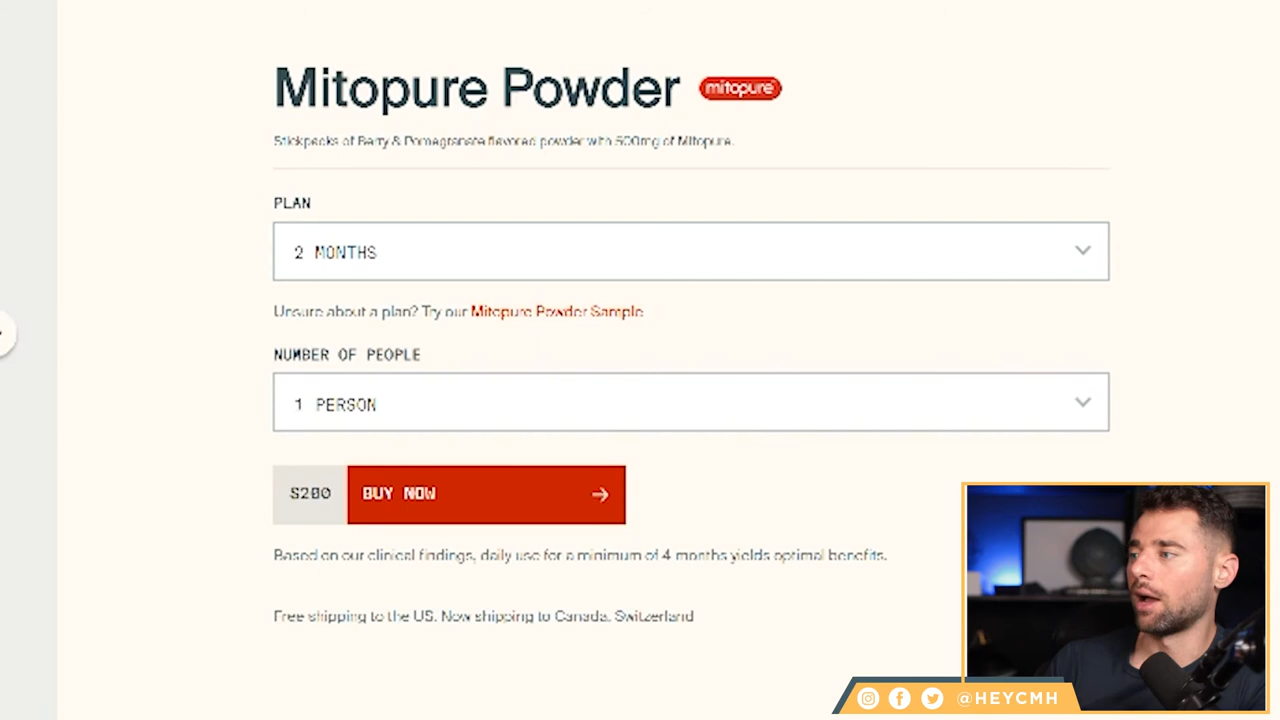 Mitopure Powder mitopure
Stickpacks of Berry & Pomegranate flavored powder with 500mg of Mitopure.
PLAN
2 MONTHS
Unsure about a plan? Try our Mitopure Powder Sample
NUMBER OF PEOPLE
1 PERSON
$200 BUY NOW
Based on our clinical findings, daily use for a minimum of 4 months yields optimal benefits.
Free shipping to the US. Now shipping to Canada, Switzerland
@HEYCMH